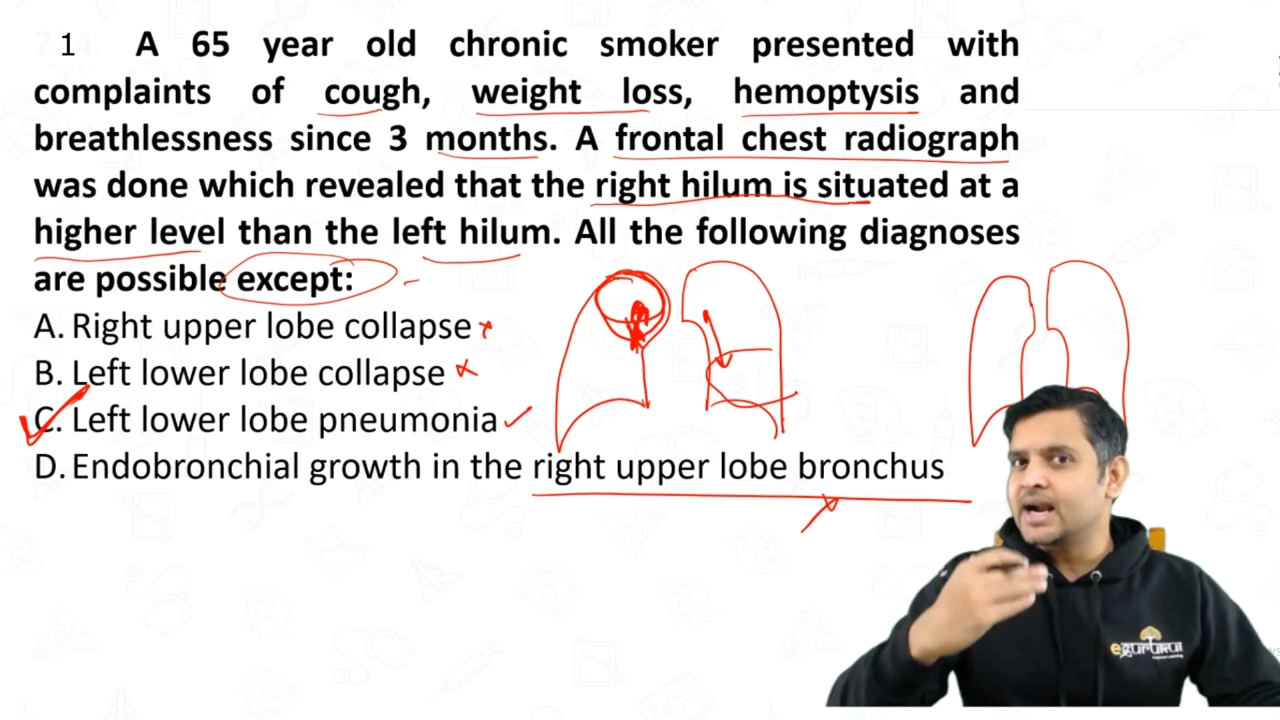 1 A 65 year old chronic smoker presented with
complaints of cough, weight loss, hemoptysis and
breathlessness since 3 months. A frontal chest radiograph
was done which revealed that the right hilum is situated at a
higher level than the left hilum. All the following diagnoses
are possible except:
A. Right upper lobe collapse
B. Left lower lobe collapse
C. Left lower lobe pneumonia
D. Endobronchial growth in the right upper lobe bronchus
egurukul